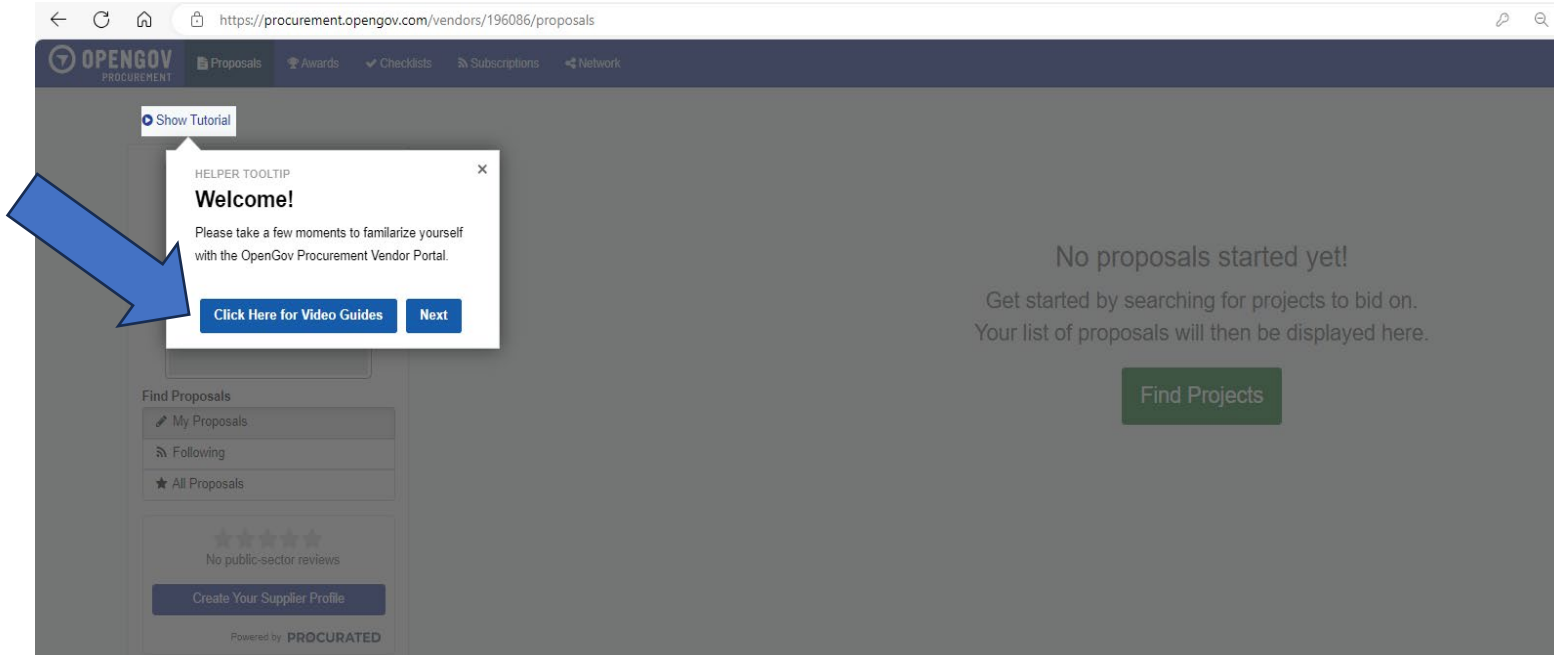 https://procurement.opengov.com/vendors/196086/proposals
OPENGOV
PROCUREMENT
Proposals
Awards
Checklists
Subscriptions
Network
Show Tutorial
HELPER TOOLTIP
Welcome!
Please take a few moments to familarize yourself
with the OpenGov Procurement Vendor Portal.
Click Here for Video Guides
Next
Find Proposals
My Proposals
Following
All Proposals
No public-sector reviews
Create Your Supplier Profile
Powered by PROCURATED
No proposals started yet!
Get started by searching for projects to bid on.
Your list of proposals will then be displayed here.
Find Projects